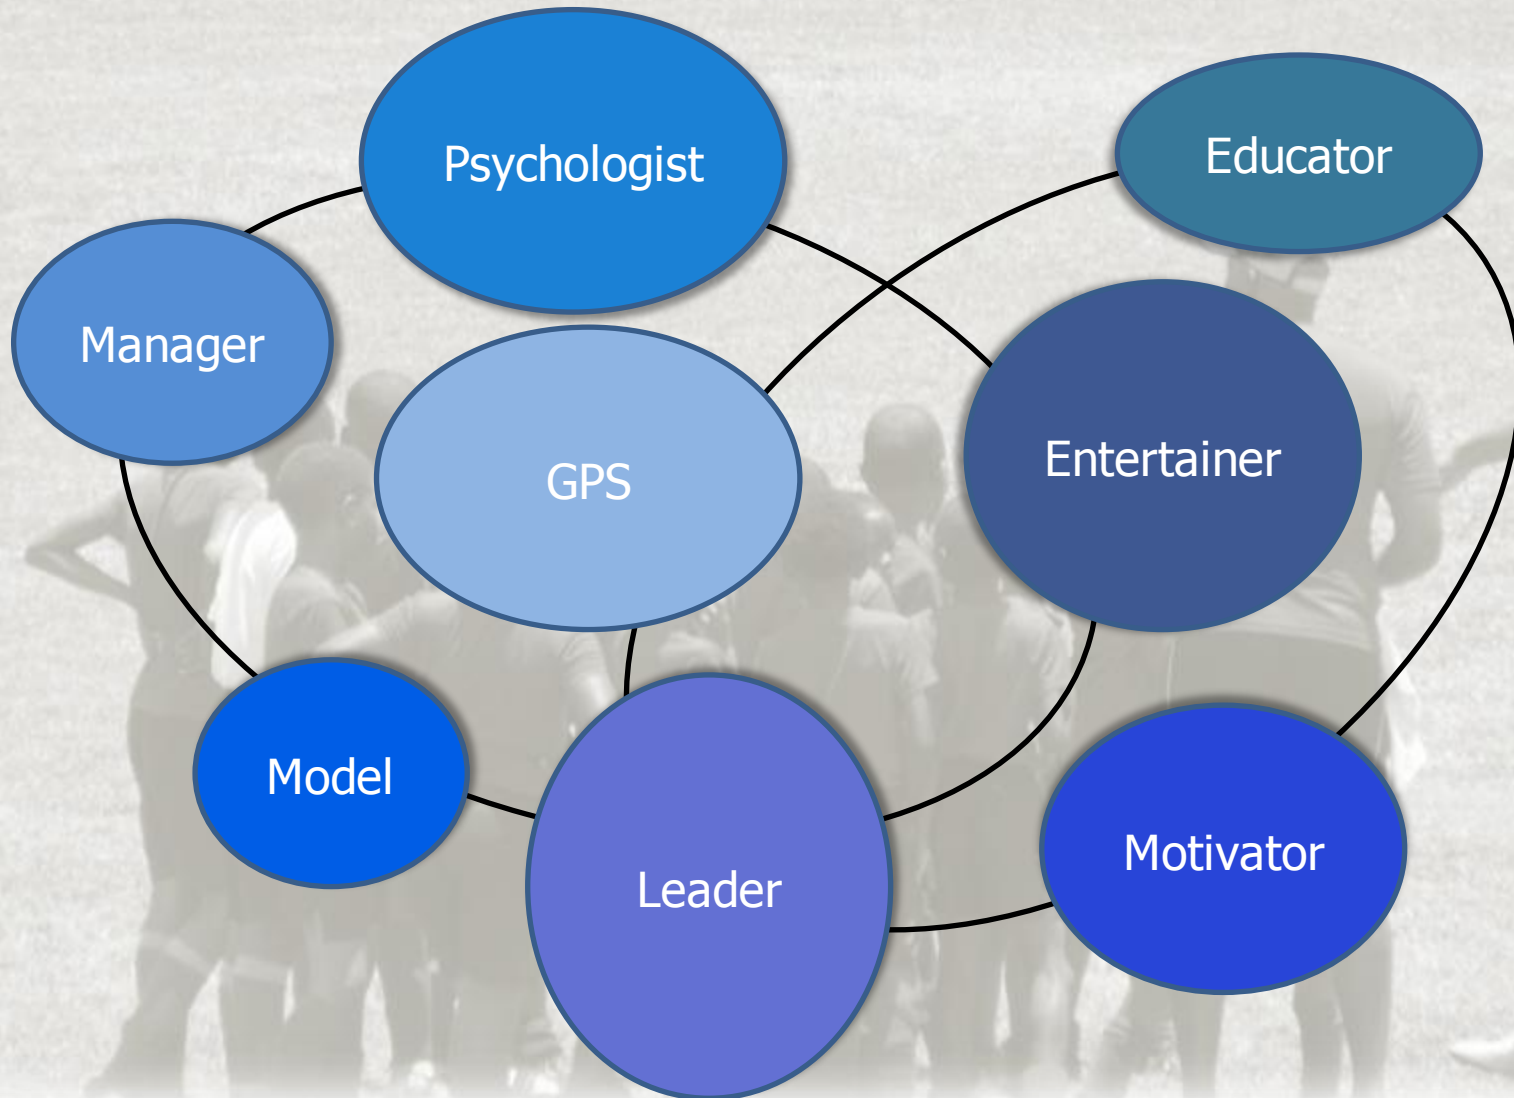 Psychologist
Educator
Manager
Entertainer
GPS
Model
Motivator
Leader